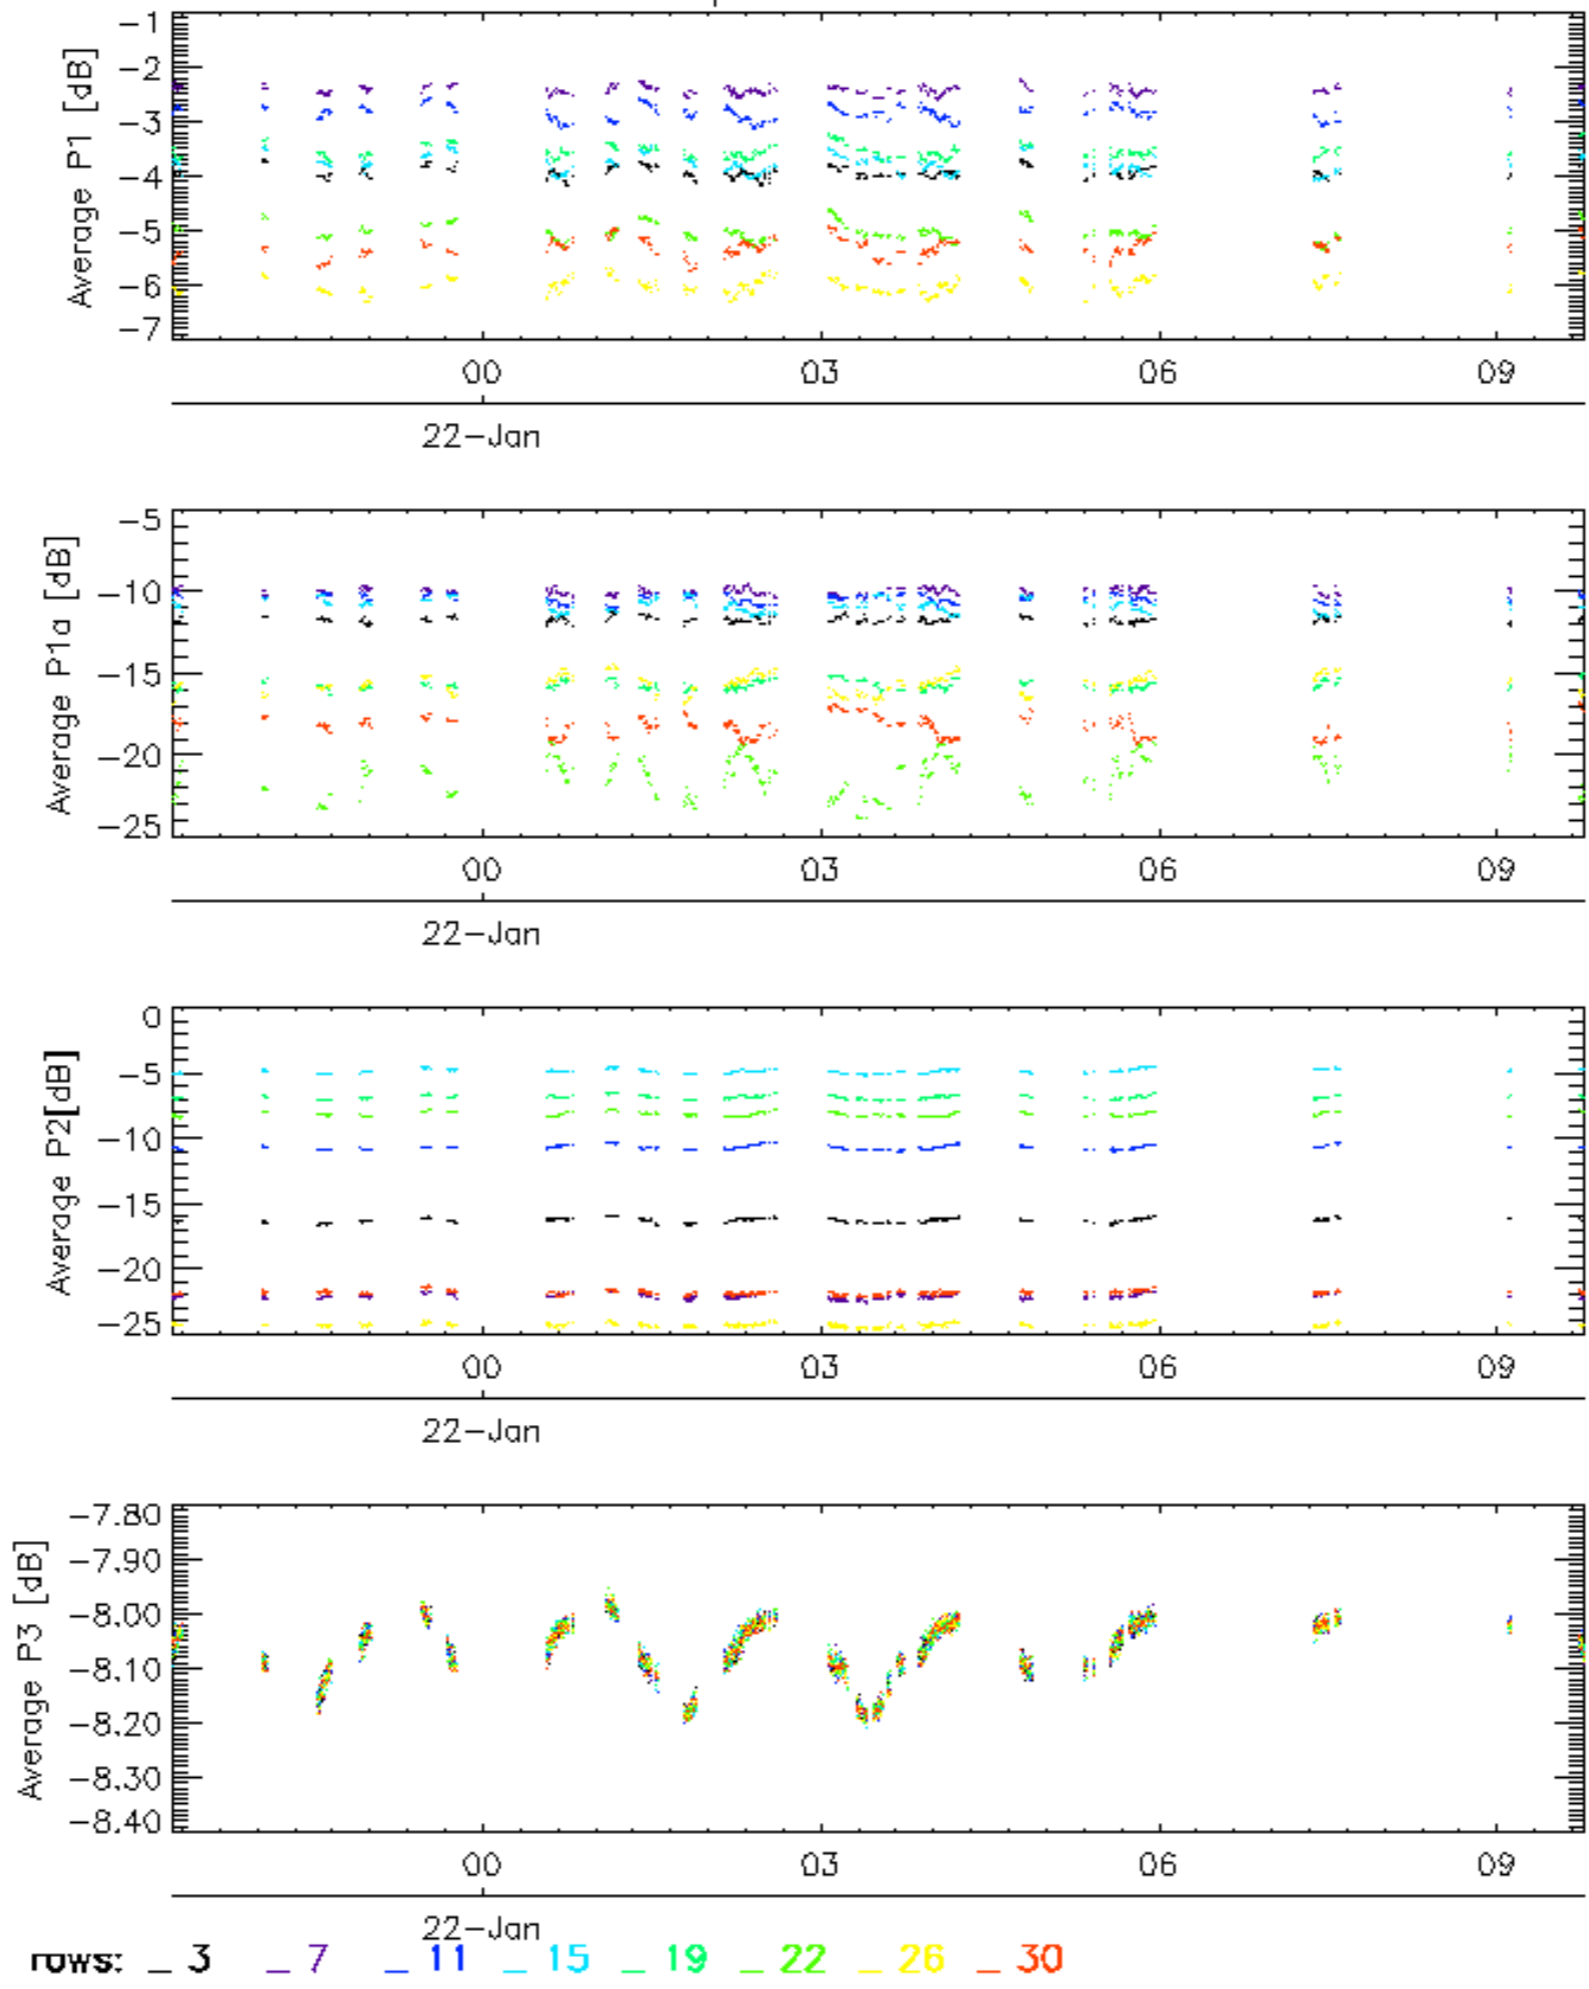 Average P1 [dB]
-1
-2
-3
-4
-5
-6
-7
00 03 06 09
22-Jan
Average P1a [dB]
-5
-10
-15
-20
-25
00 03 06 09
22-Jan
Average P2[dB]
0
-5
-10
-15
-20
-25
00 03 06 09
22-Jan
Average P3 [dB]
-7.80
-7.90
-8.00
-8.10
-8.20
-8.30
-8.40
00 03 06 09
22-Jan
rows: _ 3 _ 7 _ 11 _ 15 _ 19 _ 22 _ 26 _ 30